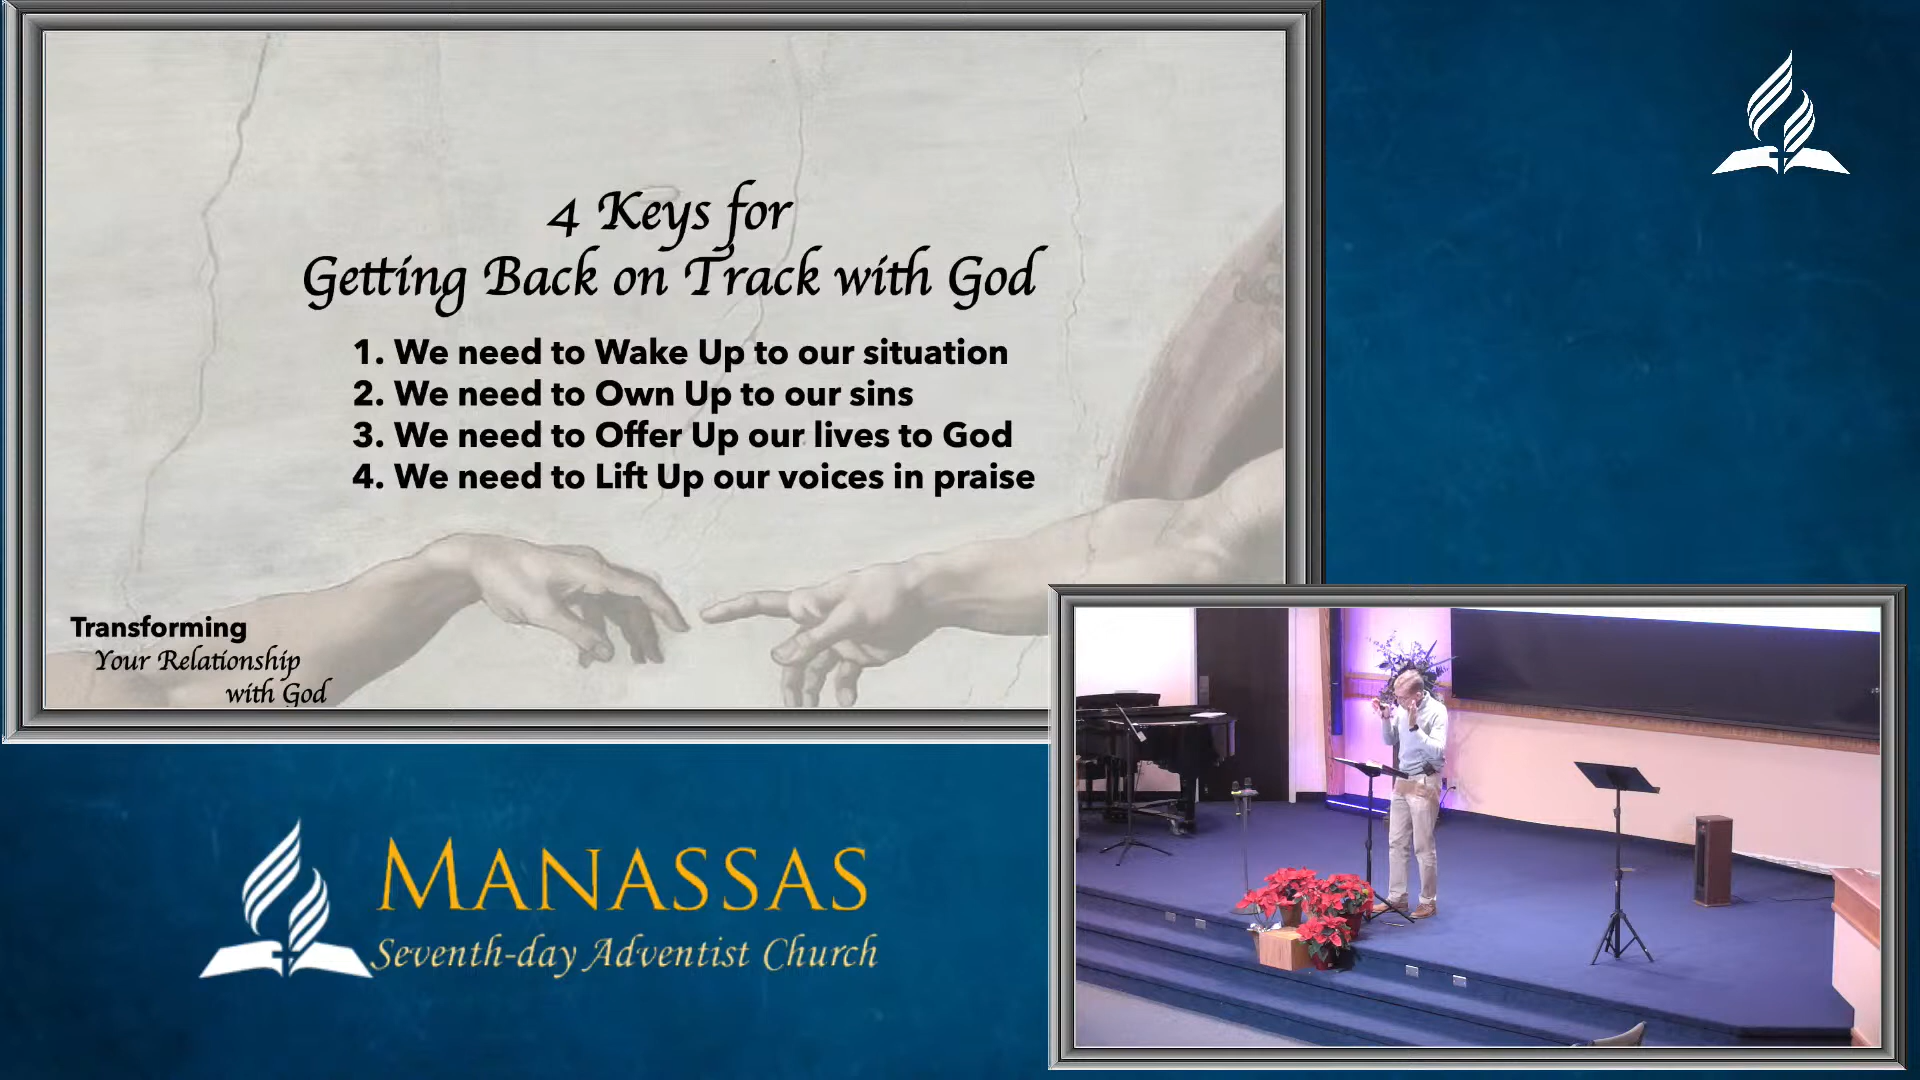 4 Keys for
Getting Back on Track with God
1. We need to Wake Up to our situation
2. We need to Own Up to our sins
3. We need to Offer Up our lives to God
4. We need to Lift Up our voices in praise
Transforming
Your Relationship
with God
MANASSAS
Seventh-day Adventist Church